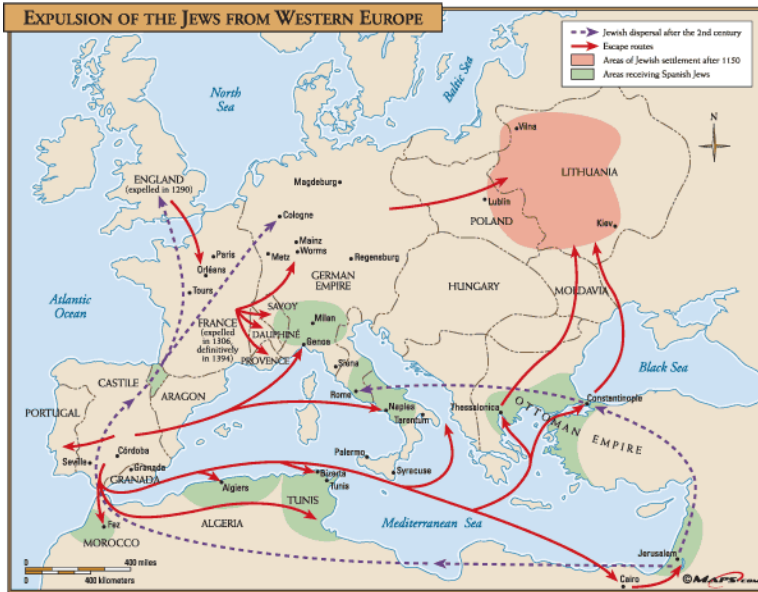 EXPULSION OF THE JEWS FROM WESTERN EUROPE
Jewish dispersal after the 2nd century
Escape routes
Areas of Jewish settlement after 1150
Areas receiving Spanish Jews
North
Sea
Baltic Sea
N
Vilna
LITHUANIA
ENGLAND
(expelled in 1290)
Magdeburg
Lublin
POLAND
Cologne
Kiev
Mainz
Worms
Paris
Metz
Regensburg
Orléans
GERMAN
EMPIRE
Tours
HUNGARY
MOLDAVIA
Atlantic
Ocean
SAVOY
FRANCE
(expelled
in 1306,
definitively
in 1394)
Milan
DAUPHINÉ
Genoa
PROVENCE
Black Sea
Siena
CASTILE
ARAGON
Rome
Constantinople
PORTUGAL
Naples
Tarentum
Thessalonica
OTTOMAN EMPIRE
Córdoba
Palermo
Seville
Granada
GRANADA
Syracuse
Bizerta
Tunis
Algiers
TUNIS
Fez
ALGERIA
Mediterranean Sea
MOROCCO
Jerusalem
0
400 miles
0
400 kilometers
Cairo
©MAPS.com